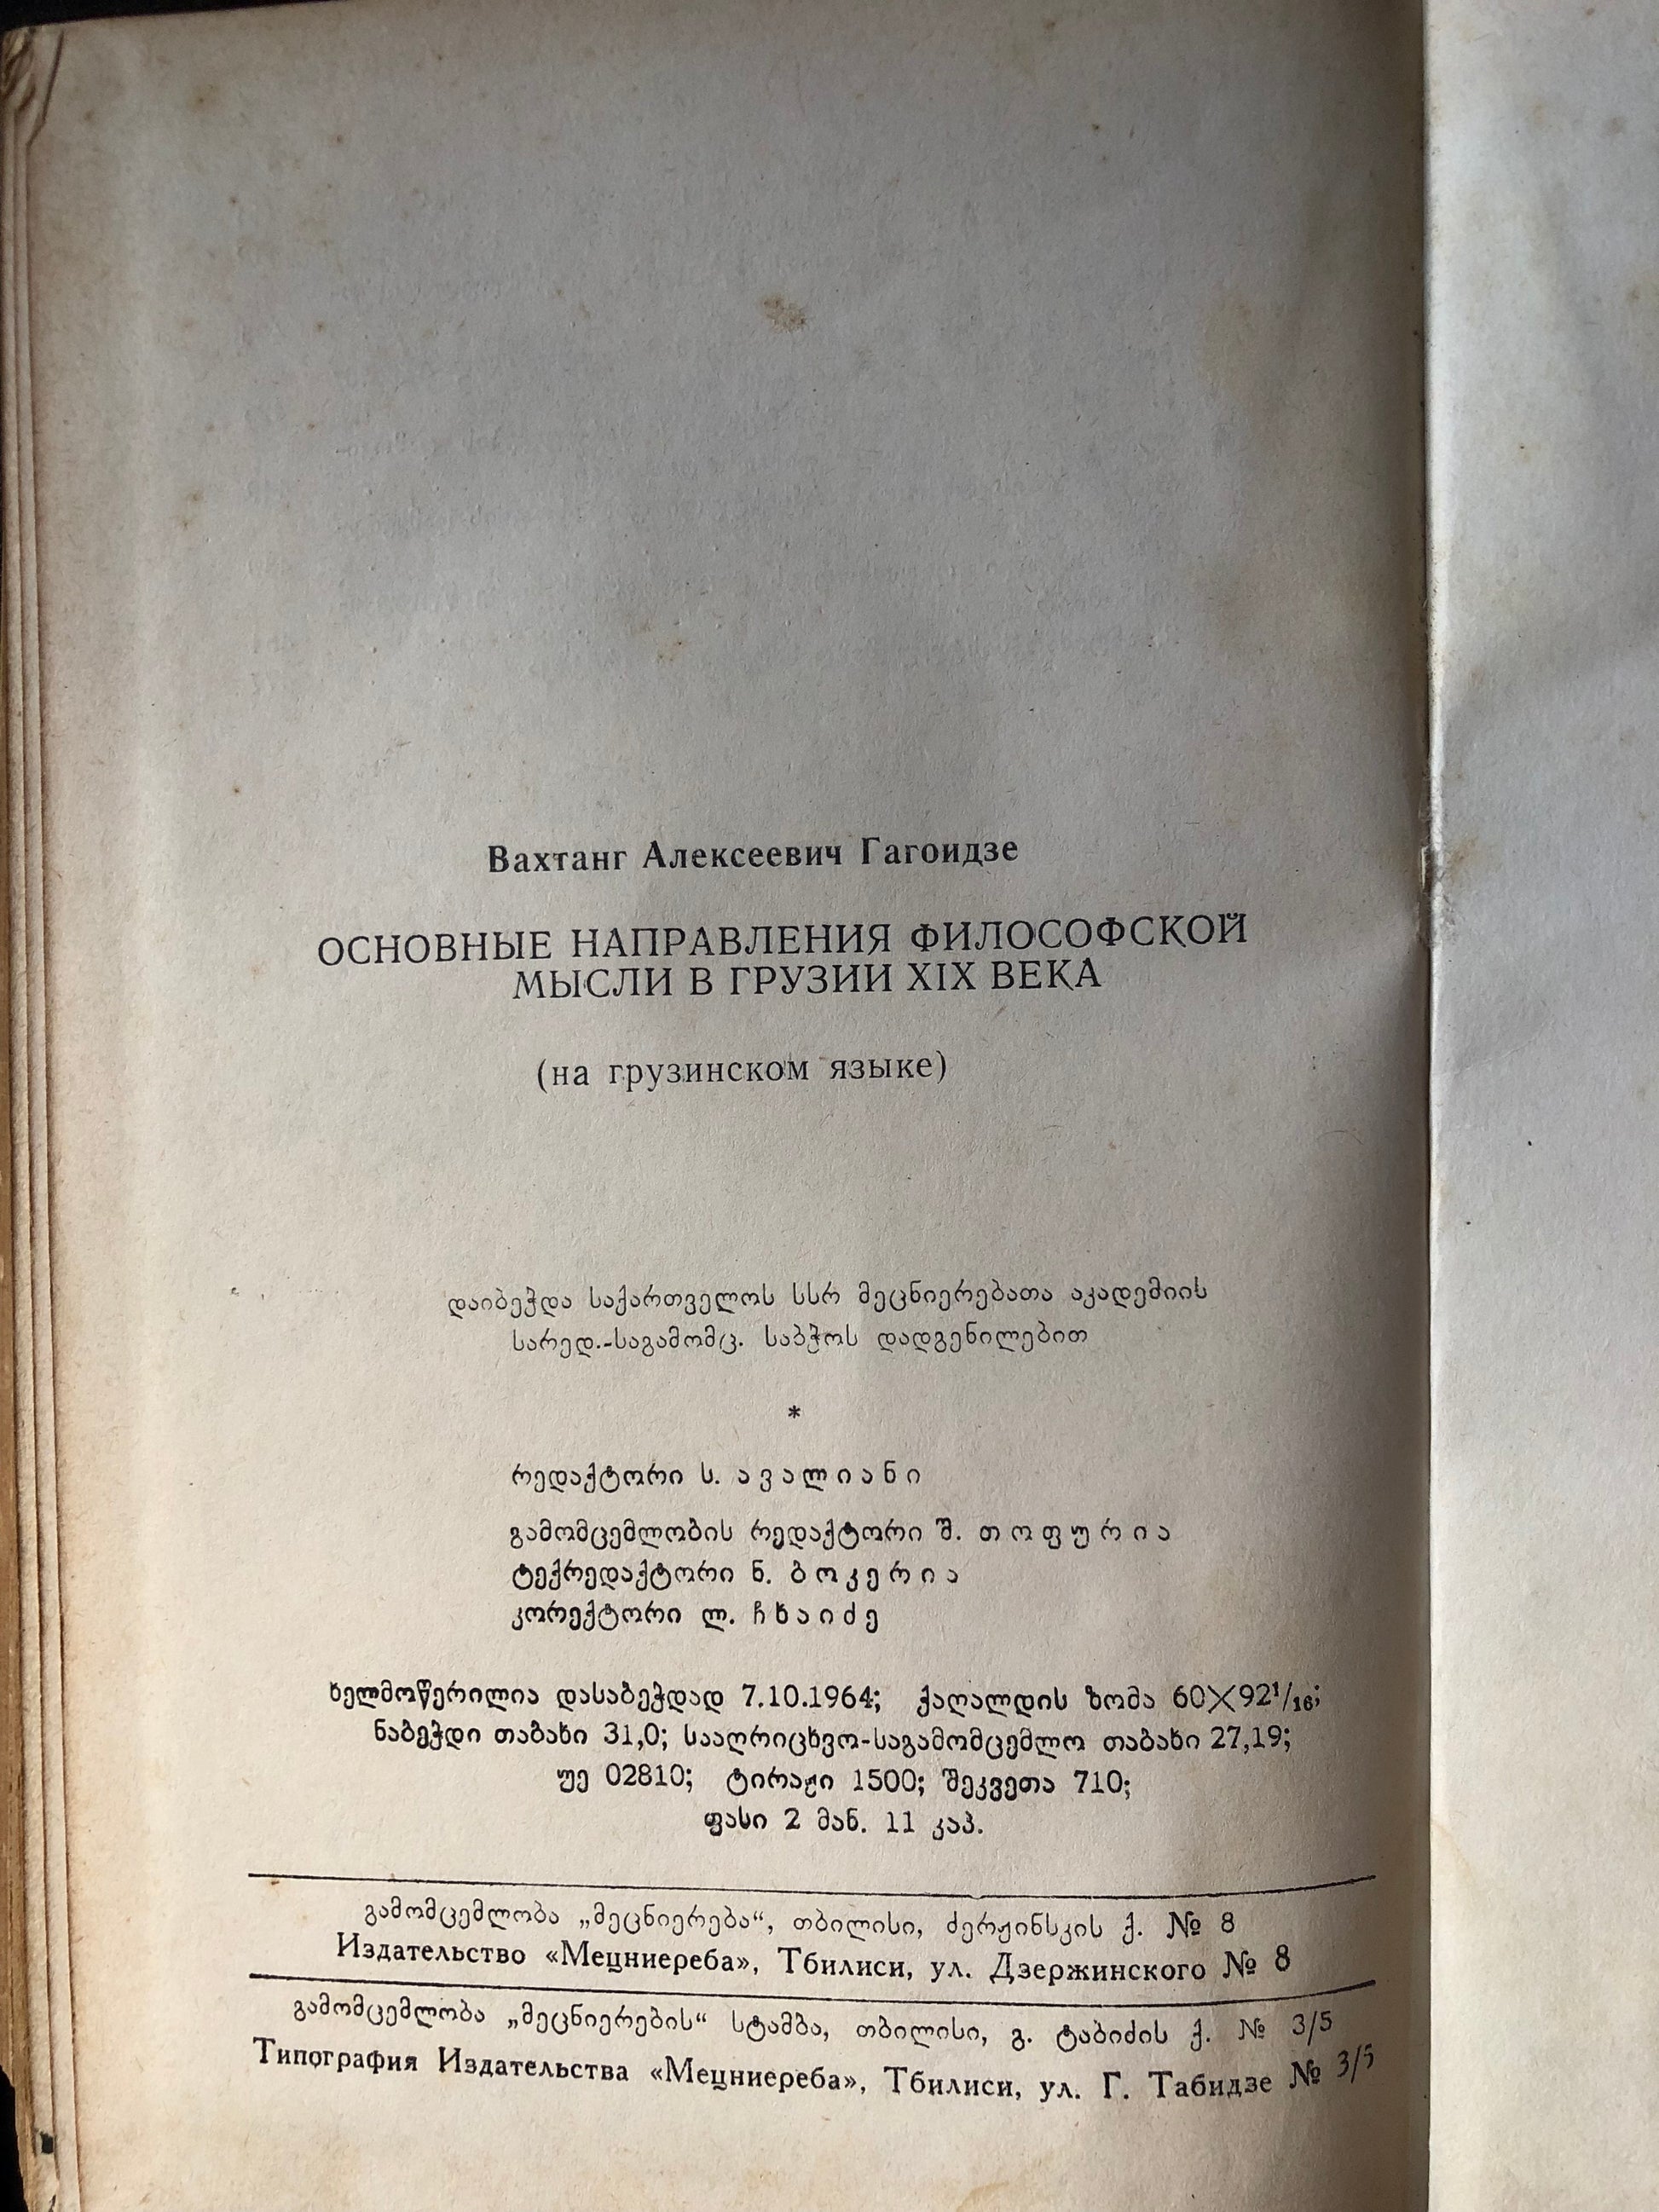 Вахтанг Алексеевич Гагоидзе
ОСНОВНЫЕ НАПРАВЛЕНИЯ ФИЛОСОФСКОЙ
МЫСЛИ В ГРУЗИИ XIX ВЕКА
(на грузинском языке)
დაიბეჭდა საქართველოს სსრ მეცნიერებათა აკადემიის
სარედ.-საგამომც. საბჭოს დადგენილებით
*
რედაქტორი ს. ავალიანი
გამომცემლობის რედაქტორი შ. თოფურია
ტექრედაქტორი ნ. ბოკერია
კორექტორი ლ. ჩხაიძე
ხელმოწერილია დასაბეჭდად 7.10.1964; ქაღალდის ზომა 60×92¹/₁₆;
ნაბეჭდი თაბახი 31,0; სააღრიცხვო-საგამომცემლო თაბახი 27,19;
უე 02810; ტირაჟი 1500; შეკვეთა 710;
ფასი 2 მან. 11 კაპ.
გამომცემლობა „მეცნიერება“, თბილისი, ძერჟინსკის ქ. № 8
Издательство «Мецниереба», Тбилиси, ул. Дзержинского № 8
გამომცემლობა „მეცნიერების“ სტამბა, თბილისი, გ. ტაბიძის ქ. № 3/5
Типография Издательства «Мецниереба», Тбилиси, ул. Г. Табидзе № 3/5